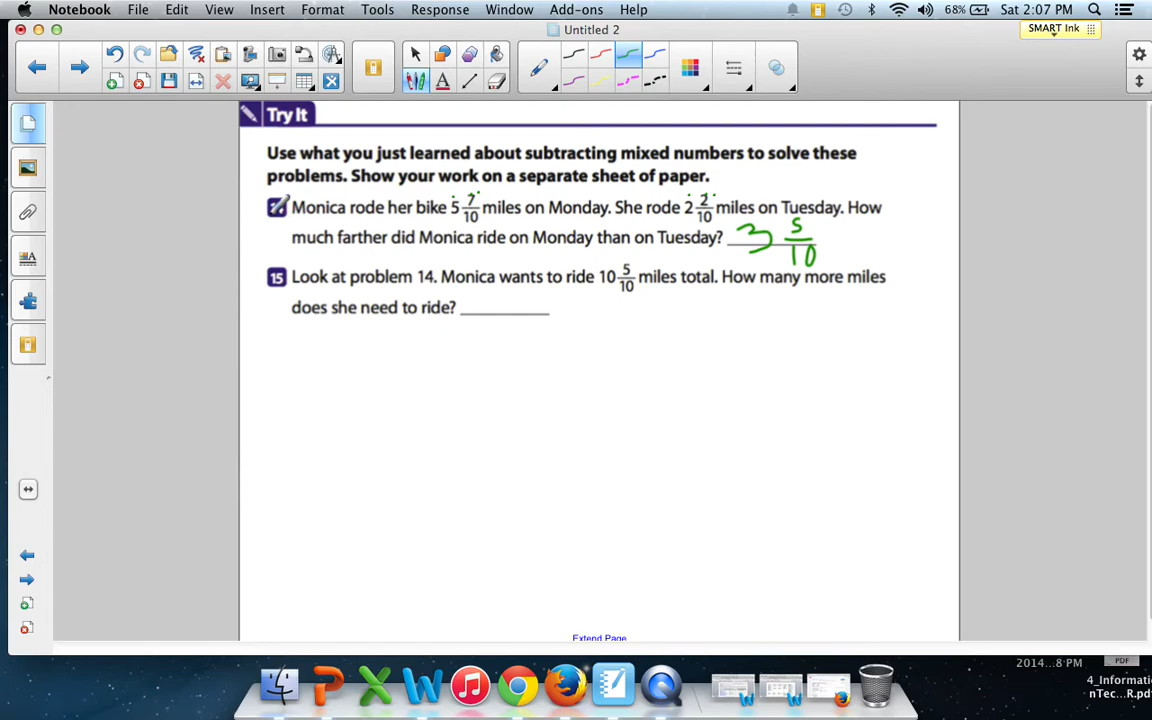 Notebook File Edit View Insert Format Tools Response Window Add-ons Help 68% Sat 2:07 PM
Untitled 2
SMART Ink
Try It
Use what you just learned about subtracting mixed numbers to solve these
problems. Show your work on a separate sheet of paper.
Monica rode her bike 5 7/10 miles on Monday. She rode 2 2/10 miles on Tuesday. How
much farther did Monica ride on Monday than on Tuesday? 3 5/10
15 Look at problem 14. Monica wants to ride 10 5/10 miles total. How many more miles
does she need to ride? ________
Extend Page
2014...8 PM
PDF
4_Informatio
nTec...R.pdf